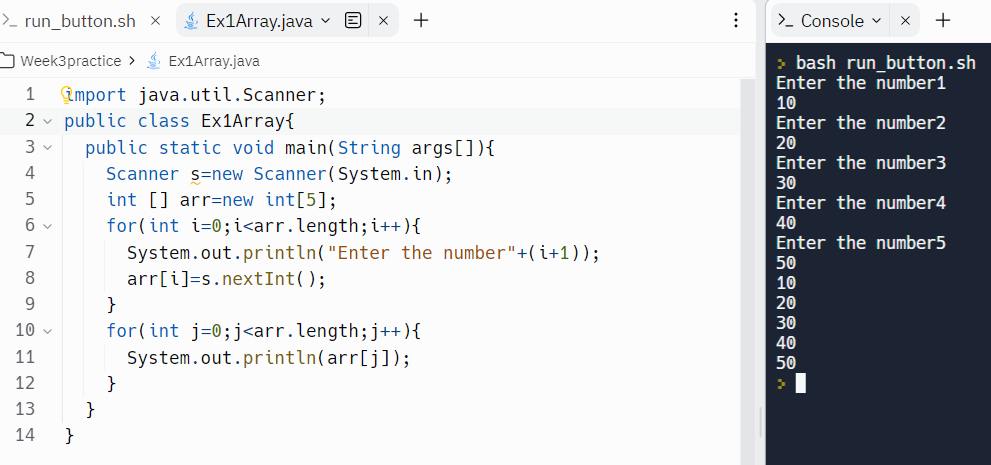 run_button.sh
Ex1Array.java
Week3practice > Ex1Array.java
1 import java.util.Scanner;
2 public class Ex1Array{
3 public static void main(String args[]){
4 Scanner s=new Scanner(System.in);
5 int [] arr=new int[5];
6 for(int i=0;i<arr.length;i++){
7 System.out.println("Enter the number"+(i+1));
8 arr[i]=s.nextInt();
9 }
10 for(int j=0;j<arr.length;j++){
11 System.out.println(arr[j]);
12 }
13 }
14 }
>_ Console
> bash run_button.sh
Enter the number1
10
Enter the number2
20
Enter the number3
30
Enter the number4
40
Enter the number5
50
10
20
30
40
50
>